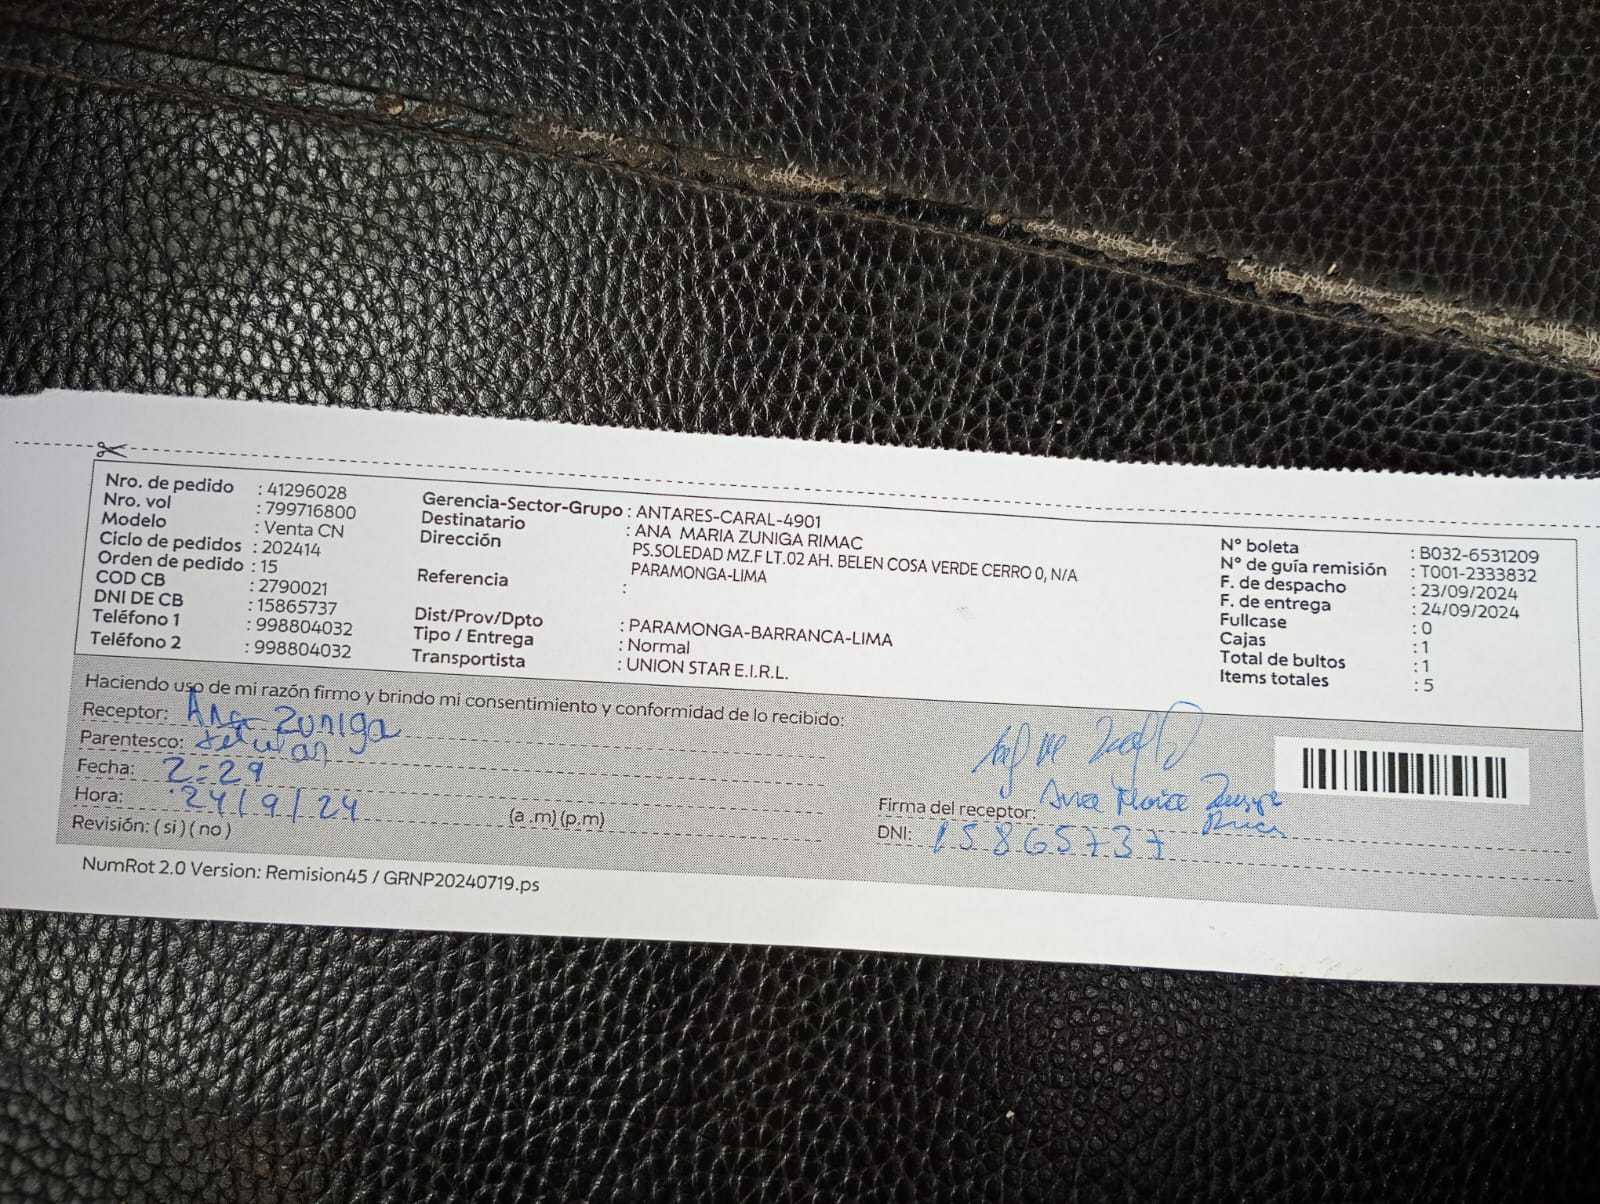 Nro. de pedido : 41296028
Nro. vol : 799716800
Modelo : Venta CN
Ciclo de pedidos : 202414
Orden de pedido : 15
COD CB : 2790021
DNI DE CB : 15865737
Teléfono 1 : 998804032
Teléfono 2 : 998804032
Gerencia-Sector-Grupo : ANTARES-CARAL-4901
Destinatario : ANA MARIA ZUNIGA RIMAC
Dirección PS.SOLEDAD MZ.F LT.02 AH. BELEN COSA VERDE CERRO 0, N/A
PARAMONGA-LIMA
Referencia :
Dist/Prov/Dpto : PARAMONGA-BARRANCA-LIMA
Tipo / Entrega : Normal
Transportista : UNION STAR E.I.R.L.
N° boleta : B032-6531209
N° de guía remisión : T001-2333832
F. de despacho : 23/09/2024
F. de entrega : 24/09/2024
Fullcase : 0
Cajas : 1
Total de bultos : 1
Items totales : 5
Haciendo uso de mi razón firmo y brindo mi consentimiento y conformidad de lo recibido:
Receptor: Ana Zuniga
Parentesco: titular
Fecha: 2:29
Hora: 24/9/24 (a .m) (p.m)
Revisión: ( si ) ( no )
Firma del receptor: Ana Maria Zuniga
DNI: 15865737
NumRot 2.0 Version: Remision45 / GRNP20240719.ps